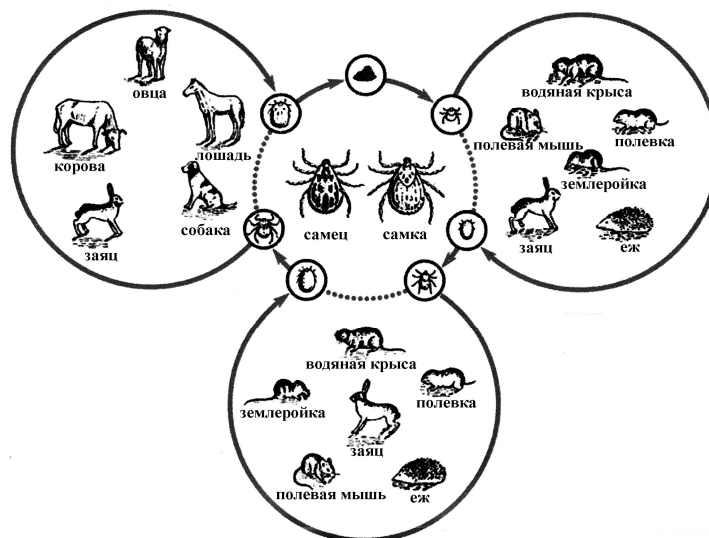 овца
корова
лошадь
собака
заяц
самец
самка
водяная крыса
полевая мышь
полевка
землеройка
заяц
еж
водяная крыса
полевка
землеройка
заяц
полевая мышь
еж